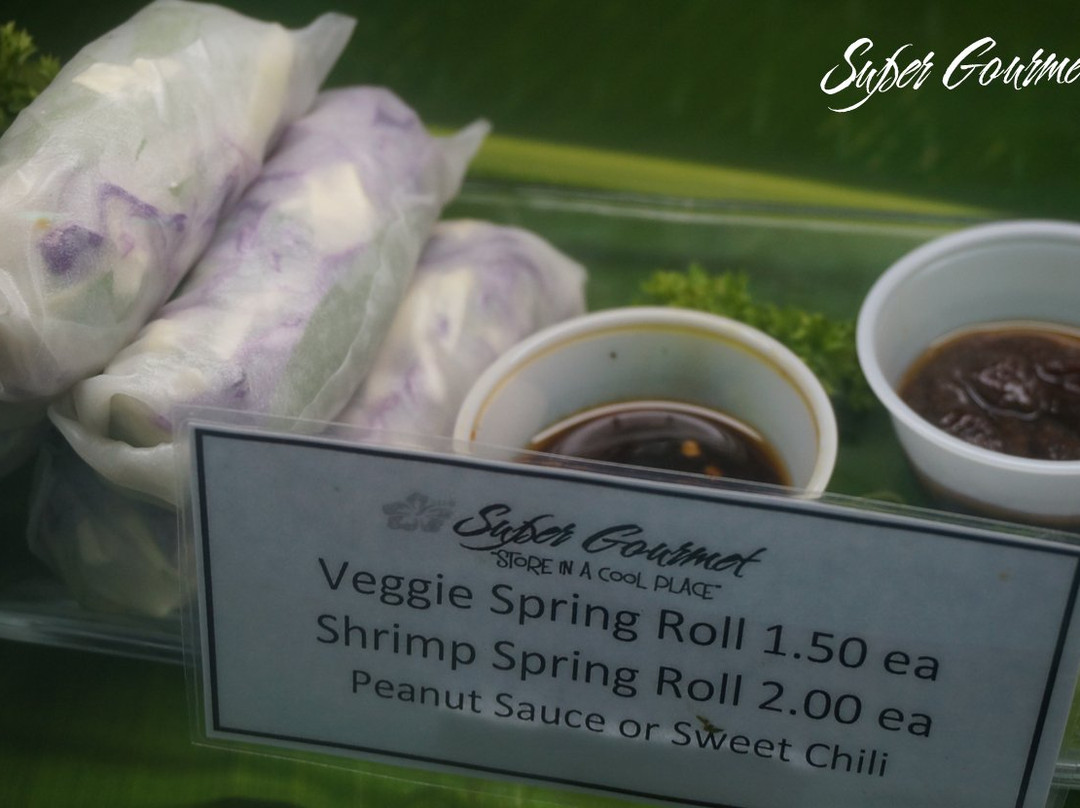 Super Gourme
Super Gourmet
"STORE IN A COOL PLACE"
Veggie Spring Roll 1.50 ea
Shrimp Spring Roll 2.00 ea
Peanut Sauce or Sweet Chili